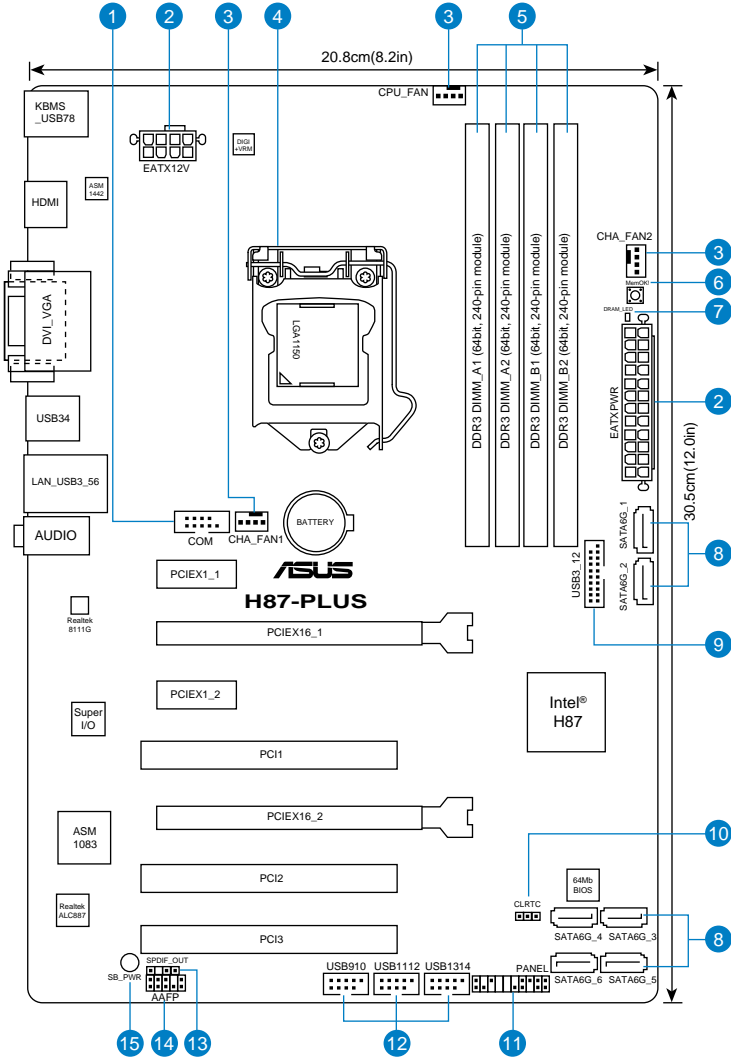 1 2 3 4 3 5
20.8cm(8.2in)
CPU_FAN
KBMS
_USB78
DIGI
+VRM
EATX12V
ASM
1442
HDMI
CHA_FAN2
3
MemOK!
6
DRAM_LED
7
DVI_VGA
LGA1150
DDR3 DIMM_A1 (64bit, 240-pin module)
DDR3 DIMM_A2 (64bit, 240-pin module)
DDR3 DIMM_B1 (64bit, 240-pin module)
DDR3 DIMM_B2 (64bit, 240-pin module)
EATXPWR
2
30.5cm(12.0in)
USB34
LAN_USB3_56
AUDIO
COM
CHA_FAN1
BATTERY
SATA6G_1
SATA6G_2
8
USB3_12
9
PCIEX1_1
ASUS
H87-PLUS
Realtek
8111G
PCIEX16_1
PCIEX1_2
Intel®
H87
Super
I/O
PCI1
ASM
1083
PCIEX16_2
10
PCI2
64Mb
BIOS
CLRTC
Realtek
ALC887
SATA6G_4
SATA6G_3
8
PCI3
SB_PWR
SPDIF_OUT
AAFP
USB910
USB1112
USB1314
PANEL
SATA6G_6
SATA6G_5
15 14 13 12 11